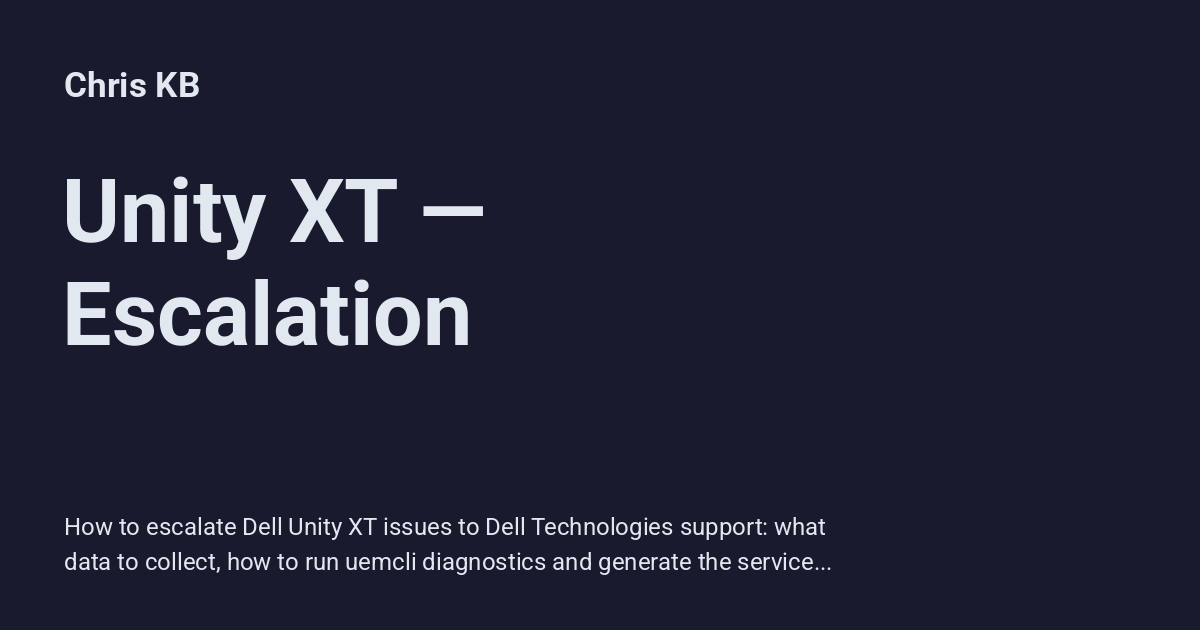 Chris KB
Unity XT —
Escalation
How to escalate Dell Unity XT issues to Dell Technologies support: what
data to collect, how to run uemcli diagnostics and generate the service...